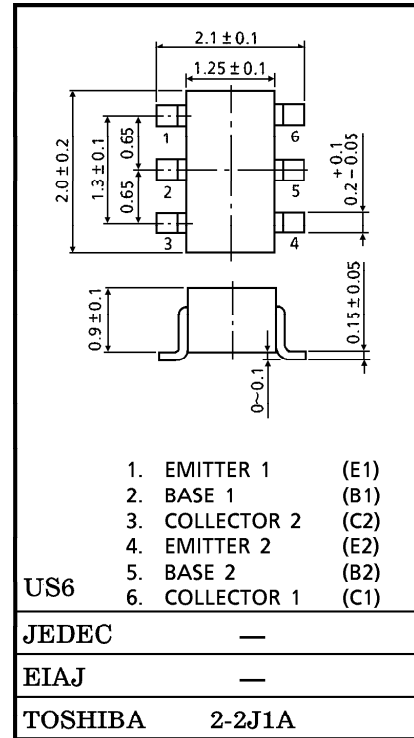 2.1±0.1
1.25±0.1
2.0±0.2
1.3±0.1
0.65
0.65
1
2
3
6
5
4
+0.1
0.2-0.05
0.9±0.1
0.15±0.05
0~0.1
1. EMITTER 1 (E1)
2. BASE 1 (B1)
3. COLLECTOR 2 (C2)
4. EMITTER 2 (E2)
5. BASE 2 (B2)
US6 6. COLLECTOR 1 (C1)
JEDEC —
EIAJ —
TOSHIBA 2-2J1A